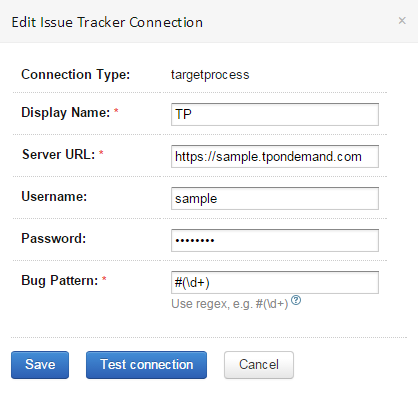 Edit Issue Tracker Connection ×
Connection Type: targetprocess
Display Name: * TP
Server URL: * https://sample.tpondemand.com
Username: sample
Password: ••••••••
Bug Pattern: * #(\d+)
Use regex, e.g. #(\d+) ?
Save Test connection Cancel